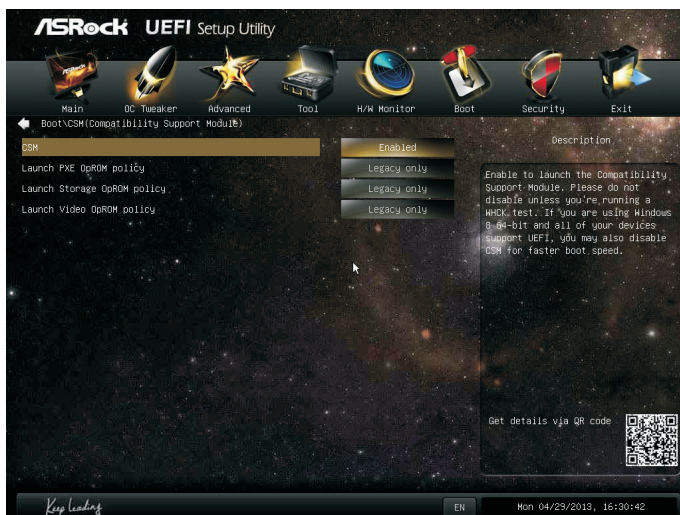 ASRock UEFI Setup Utility
Main OC Tweaker Advanced Tool H/W Monitor Boot Security Exit
Boot\CSM(Compatibility Support Module)
CSM Enabled
Launch PXE OpROM policy Legacy only
Launch Storage OpROM policy Legacy only
Launch Video OpROM policy Legacy only
Description
Enable to launch the Compatibility
Support Module. Please do not
disable unless you're running a
WHCK test. If you are using Windows
8 64-bit and all of your devices
support UEFI, you may also disable
CSM for faster boot speed.
Get details via QR code
Keep Leading
EN
Mon 04/29/2013, 16:30:42